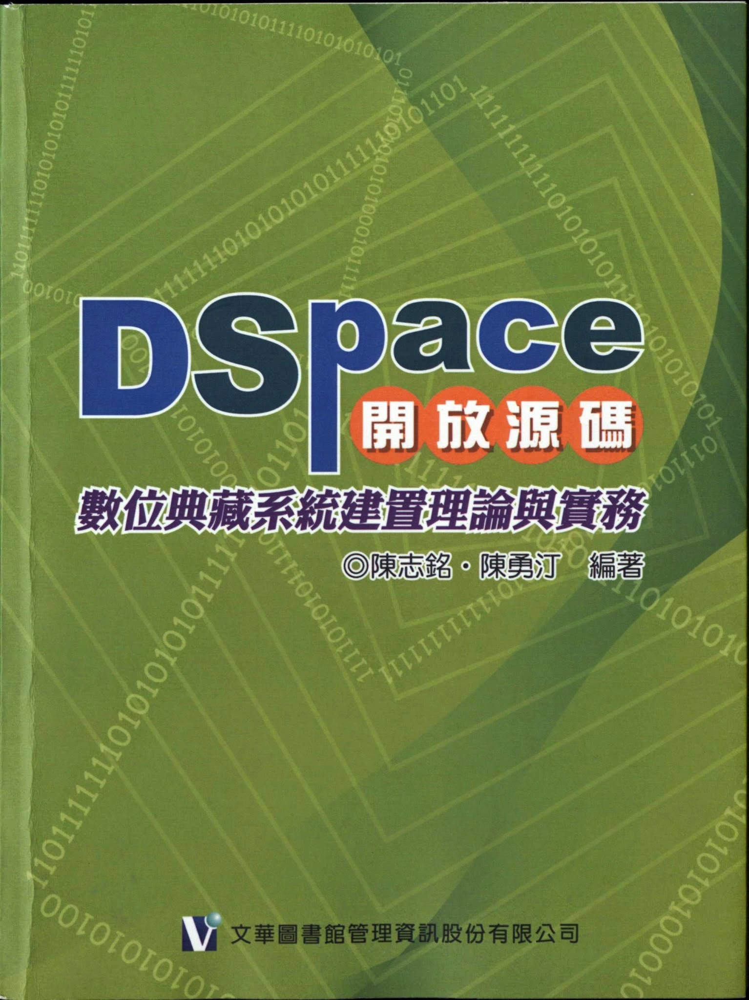 DSpace
開放源碼
數位典藏系統建置理論與實務
◎陳志銘・陳勇汀 編著
V 文華圖書館管理資訊股份有限公司